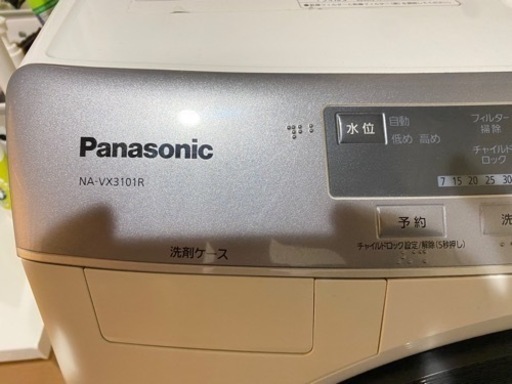 Panasonic
NA-VX3101R
水位
自動
低め 高め
フィルター
掃除
チャイルド
ロック
7 15 20 25 30
予約
洗
チャイルドロック設定/解除(5秒押し)
洗剤ケース